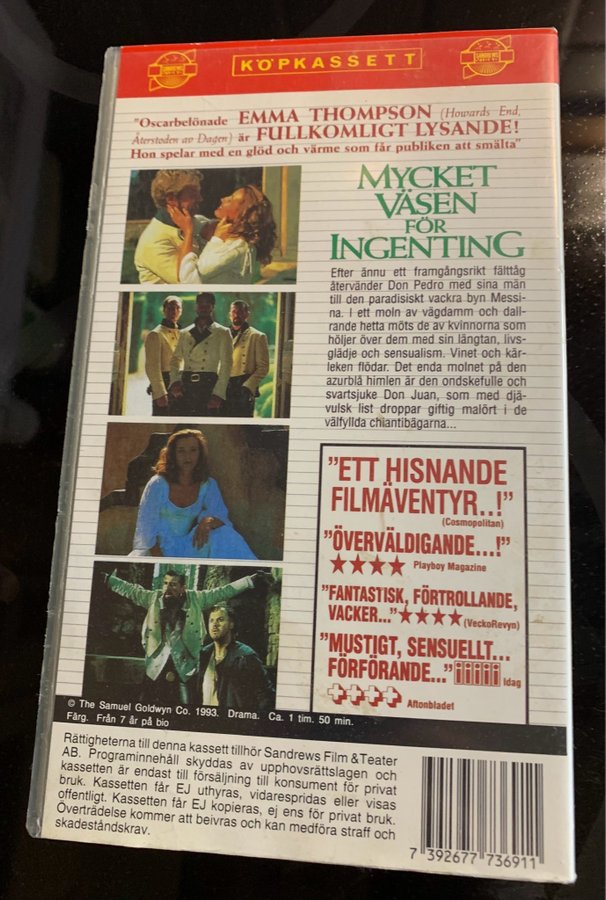 SANDREWS
KÖPKASSETT
SANDREWS
"Oscarbelönade EMMA THOMPSON (Howards End,
Återstoden av Dagen) är FULLKOMLIGT LYSANDE!
Hon spelar med en glöd och värme som får publiken att smälta"
MYCKET
VÄSEN
FÖR
INGENTING
Efter ännu ett framgångsrikt fälttåg
återvänder Don Pedro med sina män
till den paradisiskt vackra byn Messi-
na. I ett moln av vägdamm och dall-
rande hetta möts de av kvinnorna som
höljer över dem med sin längtan, livs-
glädje och sensualism. Vinet och kär-
leken flödar. Det enda molnet på den
azurblå himlen är den ondskefulle och
svartsjuke Don Juan, som med djä-
vulsk list droppar giftig malört i de
välfyllda chiantibägarna...
"ETT HISNANDE
FILMÄVENTYR..!"
(Cosmopolitan)
"ÖVERVÄLDIGANDE...!"
★★★★ Playboy Magazine
"FANTASTISK, FÖRTROLLANDE,
VACKER..."★★★★(VeckoRevyn)
"MUSTIGT, SENSUELLT...
FÖRFÖRANDE..." iiiii Idag
Aftonbladet
© The Samuel Goldwyn Co. 1993. Drama. Ca. 1 tim. 50 min.
Färg. Från 7 år på bio
Rättigheterna till denna kassett tillhör Sandrews Film & Teater
AB. Programinnehåll skyddas av upphovsrättslagen och
kassetten är endast till försäljning till konsument för privat
bruk. Kassetten får EJ uthyras, vidarespridas eller visas
offentligt. Kassetten får EJ kopieras, ej ens för privat bruk.
Överträdelse kommer att beivras och kan medföra straff och
skadeståndskrav.
7 392677 736911